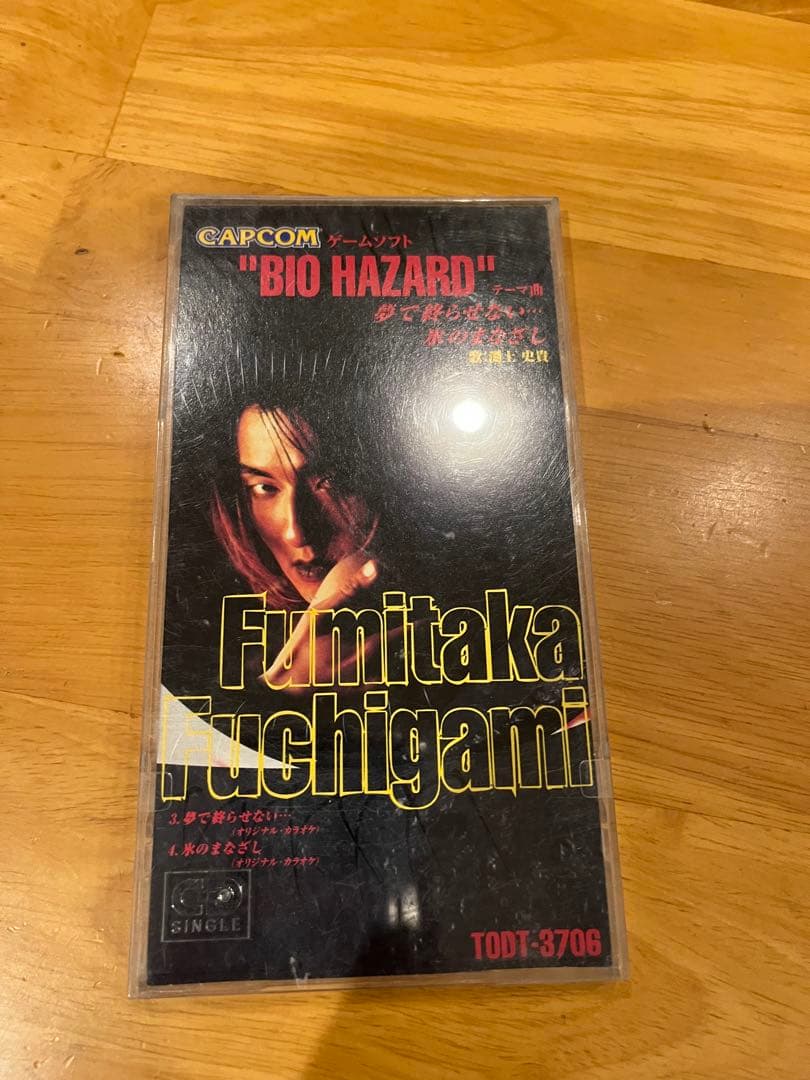 CAPCOM ゲームソフト
"BIO HAZARD" テーマ曲
夢で終らせない…
氷のまなざし
歌:淵上 史貴
Fumitaka
Fuchigami
3. 夢で終らせない…
(オリジナル・カラオケ)
4. 氷のまなざし
(オリジナル・カラオケ)
CD
SINGLE
TODT-3706